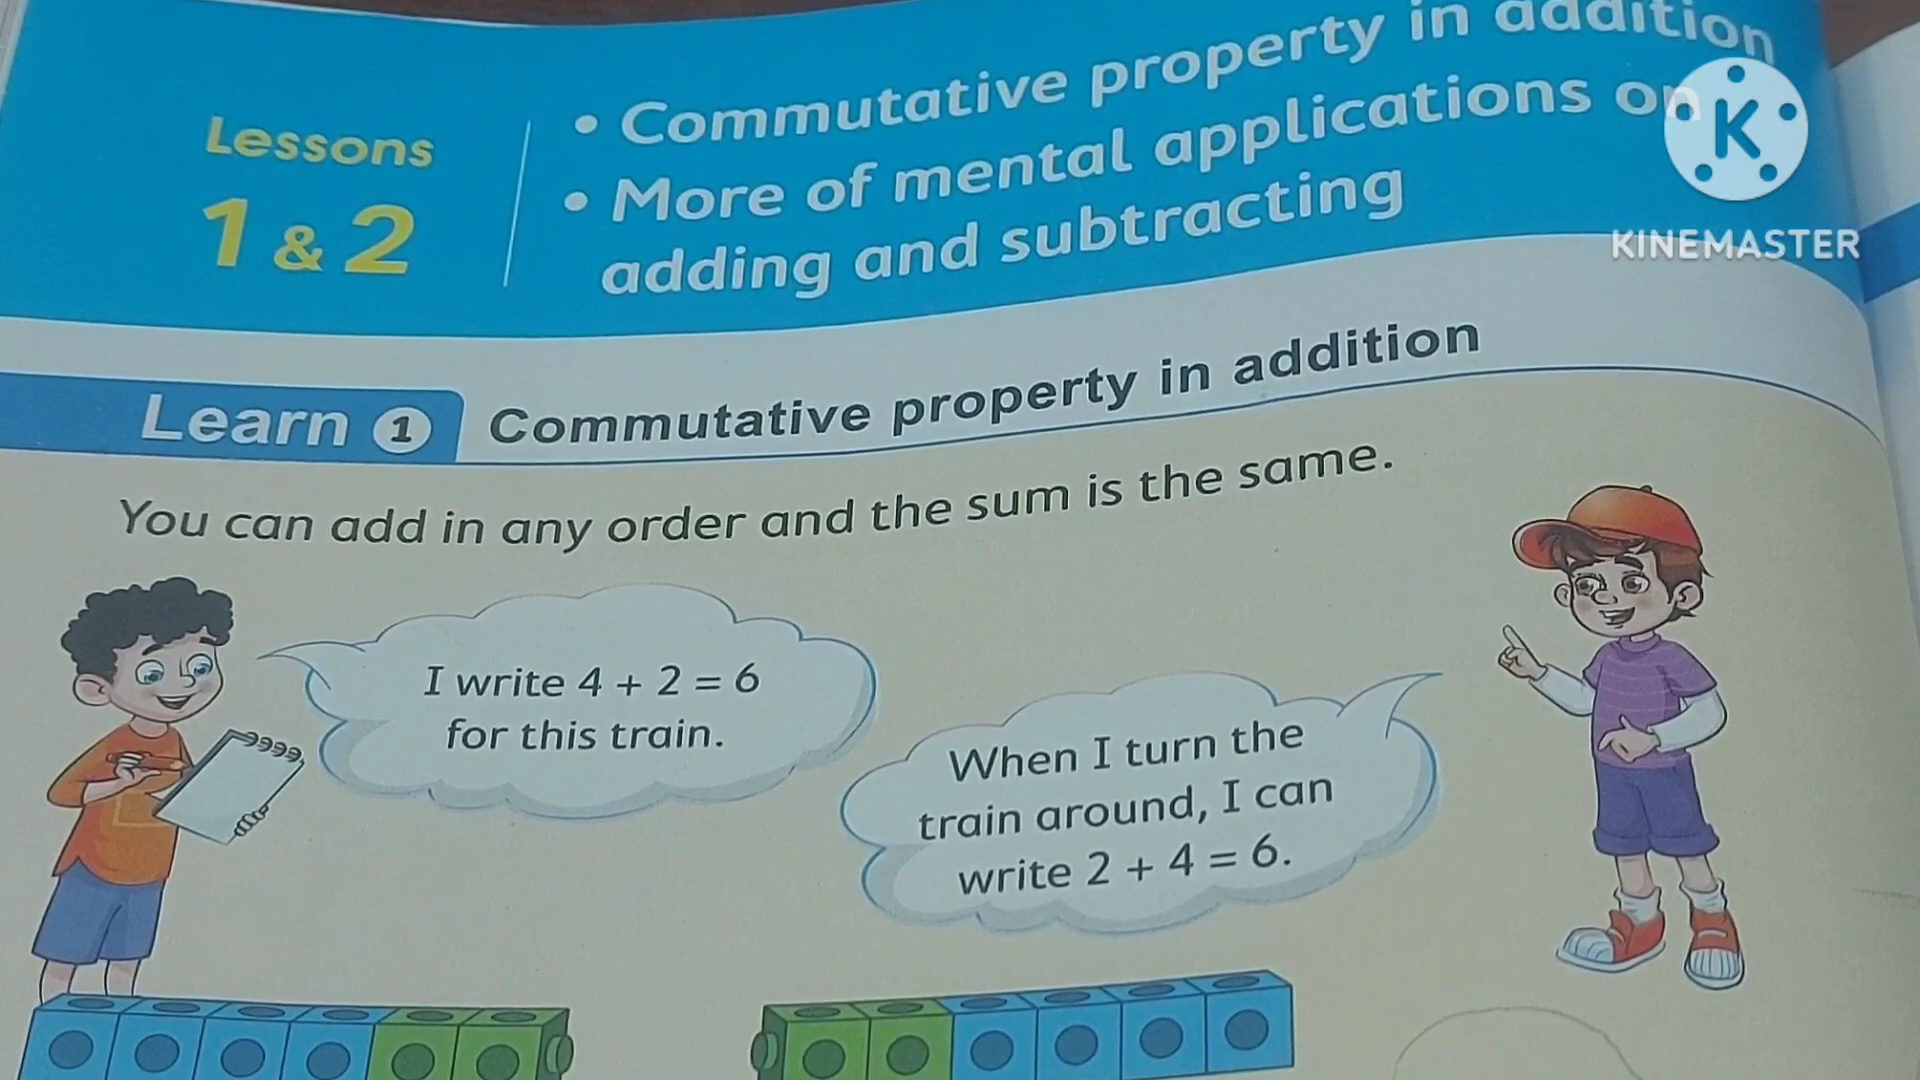 Lessons
1 & 2
• Commutative property in addition
• More of mental applications on
adding and subtracting
K
KINEMASTER
Learn 1 Commutative property in addition
You can add in any order and the sum is the same.
I write 4 + 2 = 6
for this train.
When I turn the
train around, I can
write 2 + 4 = 6.